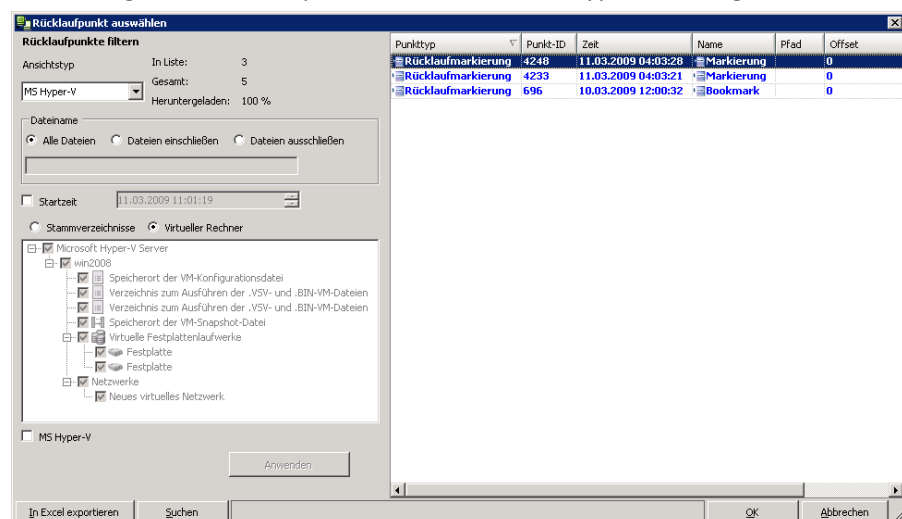 Rücklaufpunkt auswählen
Rücklaufpunkte filtern
Ansichtstyp
In Liste: 3
Gesamt: 5
MS Hyper-V
Heruntergeladen: 100 %
Dateiname
Alle Dateien Dateien einschließen Dateien ausschließen
Startzeit 11.03.2009 11:01:19
Stammverzeichnisse Virtueller Rechner
Microsoft Hyper-V Server
win2008
Speicherort der VM-Konfigurationsdatei
Verzeichnis zum Ausführen der .VSV- und .BIN-VM-Dateien
Verzeichnis zum Ausführen der .VSV- und .BIN-VM-Dateien
Speicherort der VM-Snapshot-Datei
Virtuelle Festplattenlaufwerke
Festplatte
Festplatte
Netzwerke
Neues virtuelles Netzwerk
MS Hyper-V
Anwenden
Punkttyp Punkt-ID Zeit Name Pfad Offset
Rücklaufmarkierung 4248 11.03.2009 04:03:28 Markierung 0
Rücklaufmarkierung 4233 11.03.2009 04:03:21 Markierung 0
Rücklaufmarkierung 696 10.03.2009 12:00:32 Bookmark 0
In Excel exportieren Suchen OK Abbrechen